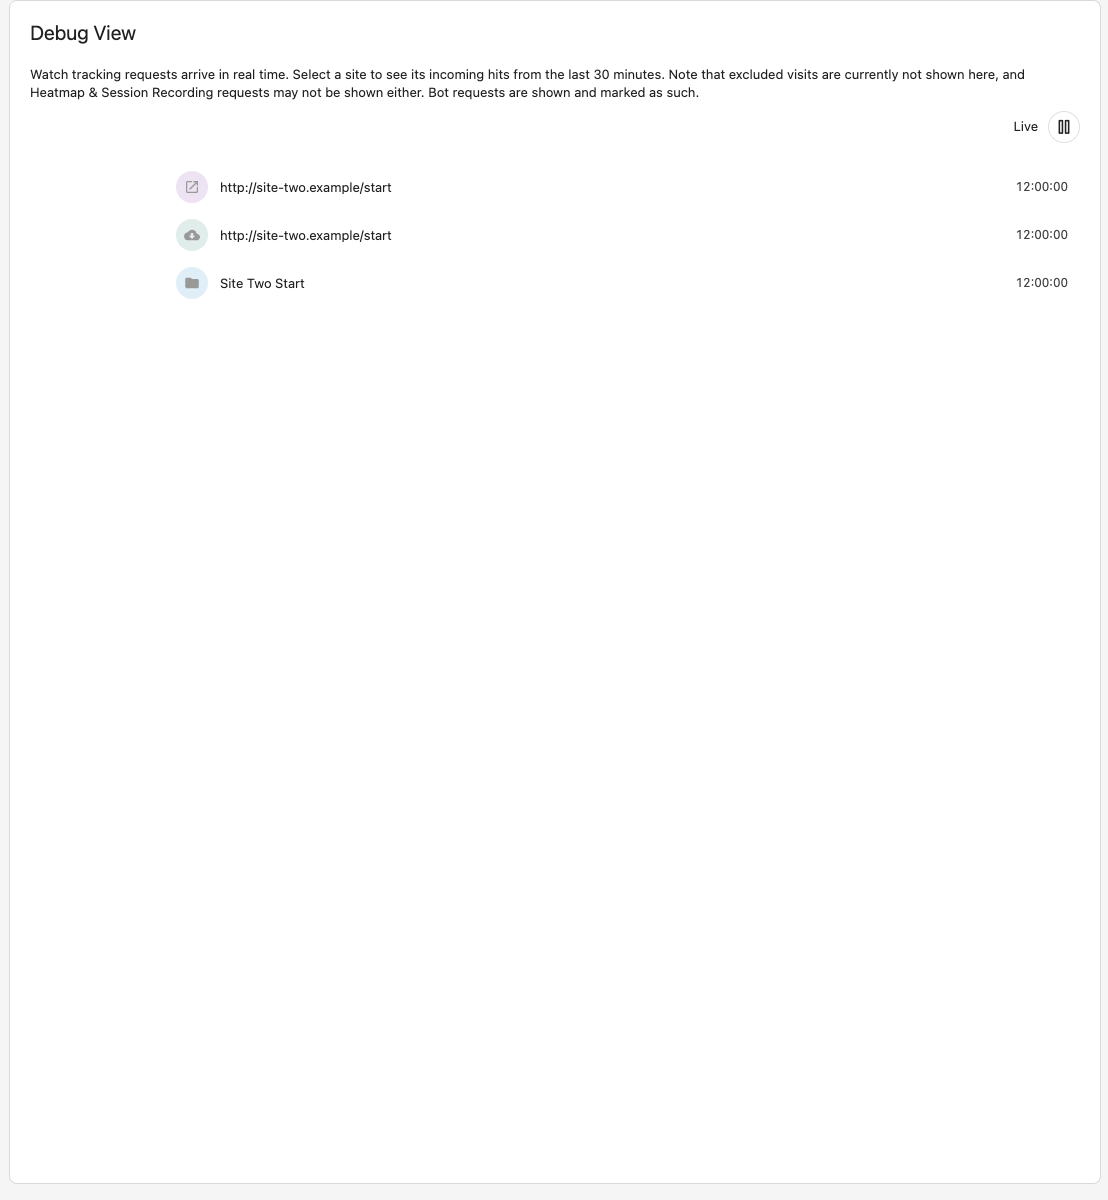 Debug View
Watch tracking requests arrive in real time. Select a site to see its incoming hits from the last 30 minutes. Note that excluded visits are currently not shown here, and
Heatmap & Session Recording requests may not be shown either. Bot requests are shown and marked as such.
Live
http://site-two.example/start 12:00:00
http://site-two.example/start 12:00:00
Site Two Start 12:00:00